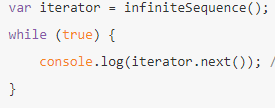 var iterator = infiniteSequence();
while (true) {
console.log(iterator.next()); /
}